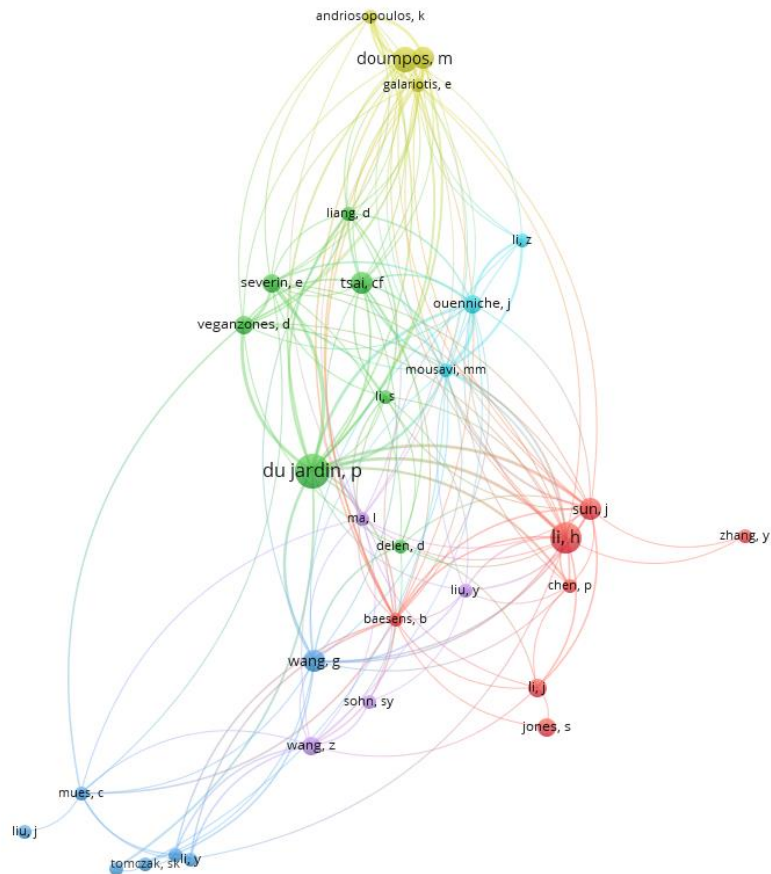 andriosopoulos, k
doumpos, m
galariotis, e
liang, d
li, z
severin, e
tsai, cf
ouenniche, j
veganzones, d
mousavi, mm
li, s
du jardin, p
ma, l
sun, j
li, h
zhang, y
delen, d
chen, p
liu, y
baesens, b
wang, g
li, j
sohn, sy
jones, s
wang, z
mues, c
liu, j
tomczak, sk
li, y